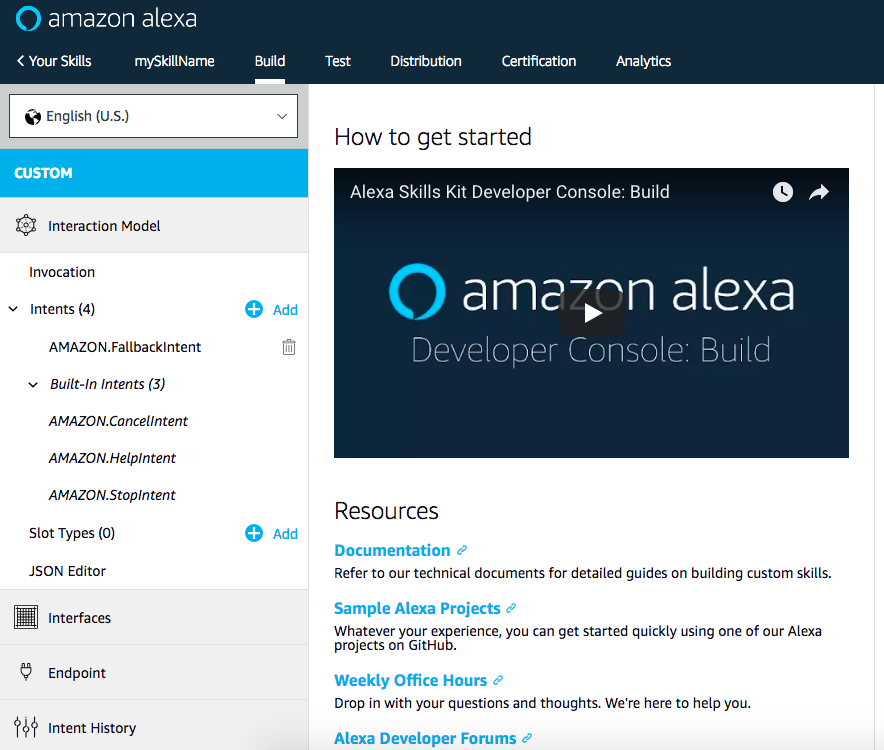 amazon alexa
Your Skills
mySkillName
Build
Test
Distribution
Certification
Analytics
English (U.S.)
CUSTOM
Interaction Model
Invocation
Intents (4)
Add
AMAZON.FallbackIntent
Built-In Intents (3)
AMAZON.CancelIntent
AMAZON.HelpIntent
AMAZON.StopIntent
Slot Types (0)
Add
JSON Editor
Interfaces
Endpoint
Intent History
How to get started
Alexa Skills Kit Developer Console: Build
amazon alexa
Developer Console: Build
Resources
Documentation
Refer to our technical documents for detailed guides on building custom skills.
Sample Alexa Projects
Whatever your experience, you can get started quickly using one of our Alexa
projects on GitHub.
Weekly Office Hours
Drop in with your questions and thoughts. We're here to help you.
Alexa Developer Forums